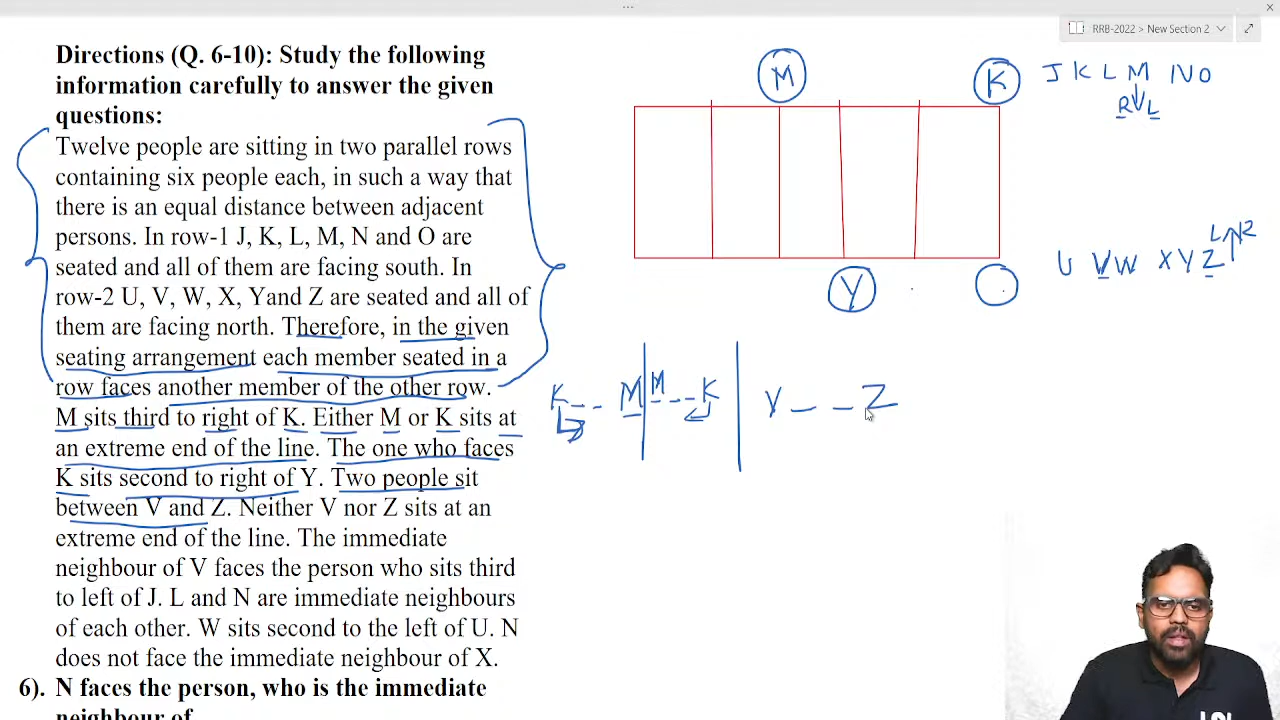 RRB-2022 > New Section 2
Directions (Q. 6-10): Study the following
information carefully to answer the given
questions:
Twelve people are sitting in two parallel rows
containing six people each, in such a way that
there is an equal distance between adjacent
persons. In row-1 J, K, L, M, N and O are
seated and all of them are facing south. In
row-2 U, V, W, X, Yand Z are seated and all of
them are facing north. Therefore, in the given
seating arrangement each member seated in a
row faces another member of the other row.
M sits third to right of K. Either M or K sits at
an extreme end of the line. The one who faces
K sits second to right of Y. Two people sit
between V and Z. Neither V nor Z sits at an
extreme end of the line. The immediate
neighbour of V faces the person who sits third
to left of J. L and N are immediate neighbours
of each other. W sits second to the left of U. N
does not face the immediate neighbour of X.
6). N faces the person, who is the immediate
neighbour of
M K
J K L M N O
R L
Y
U V W X Y Z
L R
K _ _ M
M _ _ K
V _ _ Z